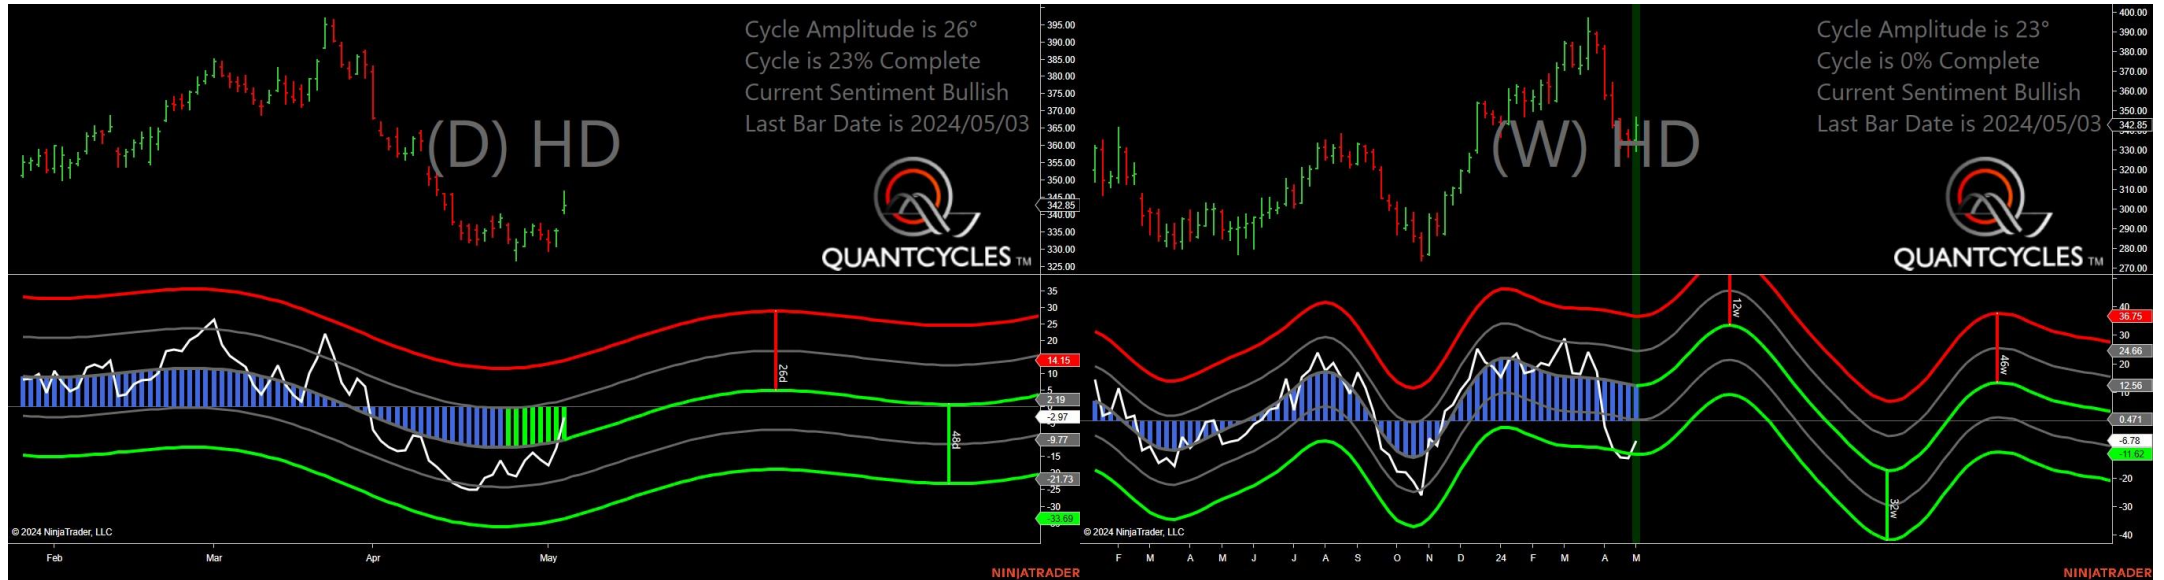 Cycle Amplitude is 26°
Cycle is 23% Complete
Current Sentiment Bullish
Last Bar Date is 2024/05/03
(D) HD
QUANTCYCLES TM
395.00
390.00
385.00
380.00
375.00
370.00
365.00
360.00
355.00
350.00
342.85
340.00
335.00
330.00
325.00
35
30
25
20
14.15
10
5
2.19
-2.97
-9.77
-15
-21.73
-25
-30
-33.69
26d
48d
© 2024 NinjaTrader, LLC
Feb Mar Apr May
NINJATRADER
Cycle Amplitude is 23°
Cycle is 0% Complete
Current Sentiment Bullish
Last Bar Date is 2024/05/03
(W) HD
QUANTCYCLES TM
400.00
390.00
380.00
370.00
360.00
350.00
342.85
330.00
320.00
310.00
300.00
290.00
280.00
270.00
40
36.75
30
24.66
12.56
10
0.471
-6.78
-11.62
-20
-30
-40
12w
46w
32w
© 2024 NinjaTrader, LLC
F M A M J J A S O N D 24 F M A M
NINJATRADER